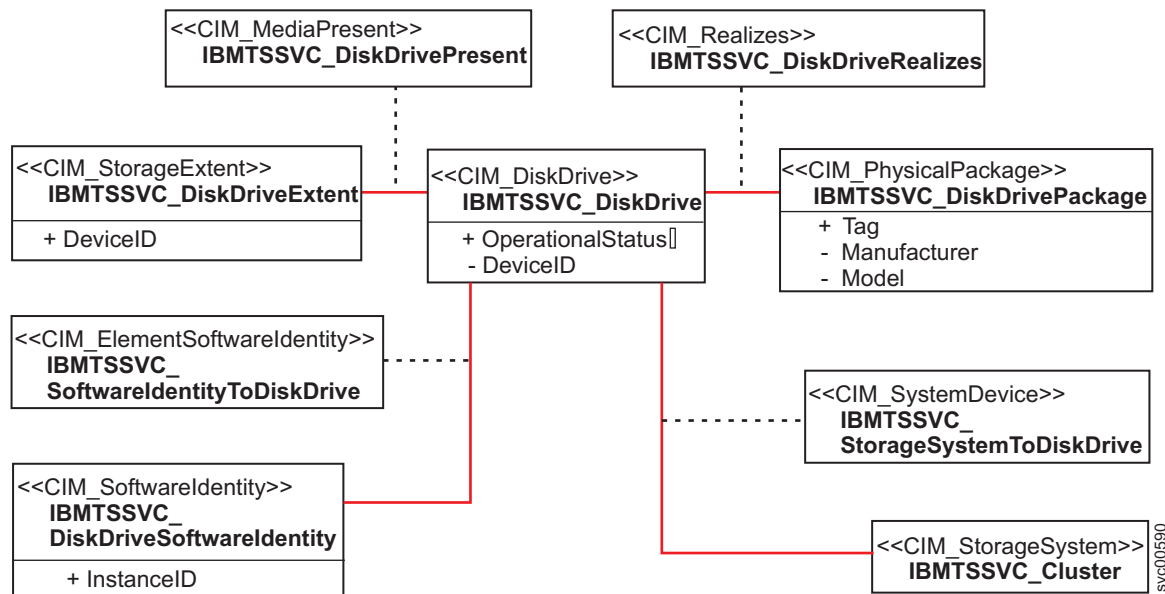 <<CIM_MediaPresent>>
IBMTSSVC_DiskDrivePresent
<<CIM_Realizes>>
IBMTSSVC_DiskDriveRealizes
<<CIM_StorageExtent>>
IBMTSSVC_DiskDriveExtent
+ DeviceID
<<CIM_DiskDrive>>
IBMTSSVC_DiskDrive
+ OperationalStatus[]
- DeviceID
<<CIM_PhysicalPackage>>
IBMTSSVC_DiskDrivePackage
+ Tag
- Manufacturer
- Model
<<CIM_ElementSoftwareIdentity>>
IBMTSSVC_
SoftwareIdentityToDiskDrive
<<CIM_SystemDevice>>
IBMTSSVC_
StorageSystemToDiskDrive
<<CIM_SoftwareIdentity>>
IBMTSSVC_
DiskDriveSoftwareIdentity
+ InstanceID
<<CIM_StorageSystem>>
IBMTSSVC_Cluster
svc00590